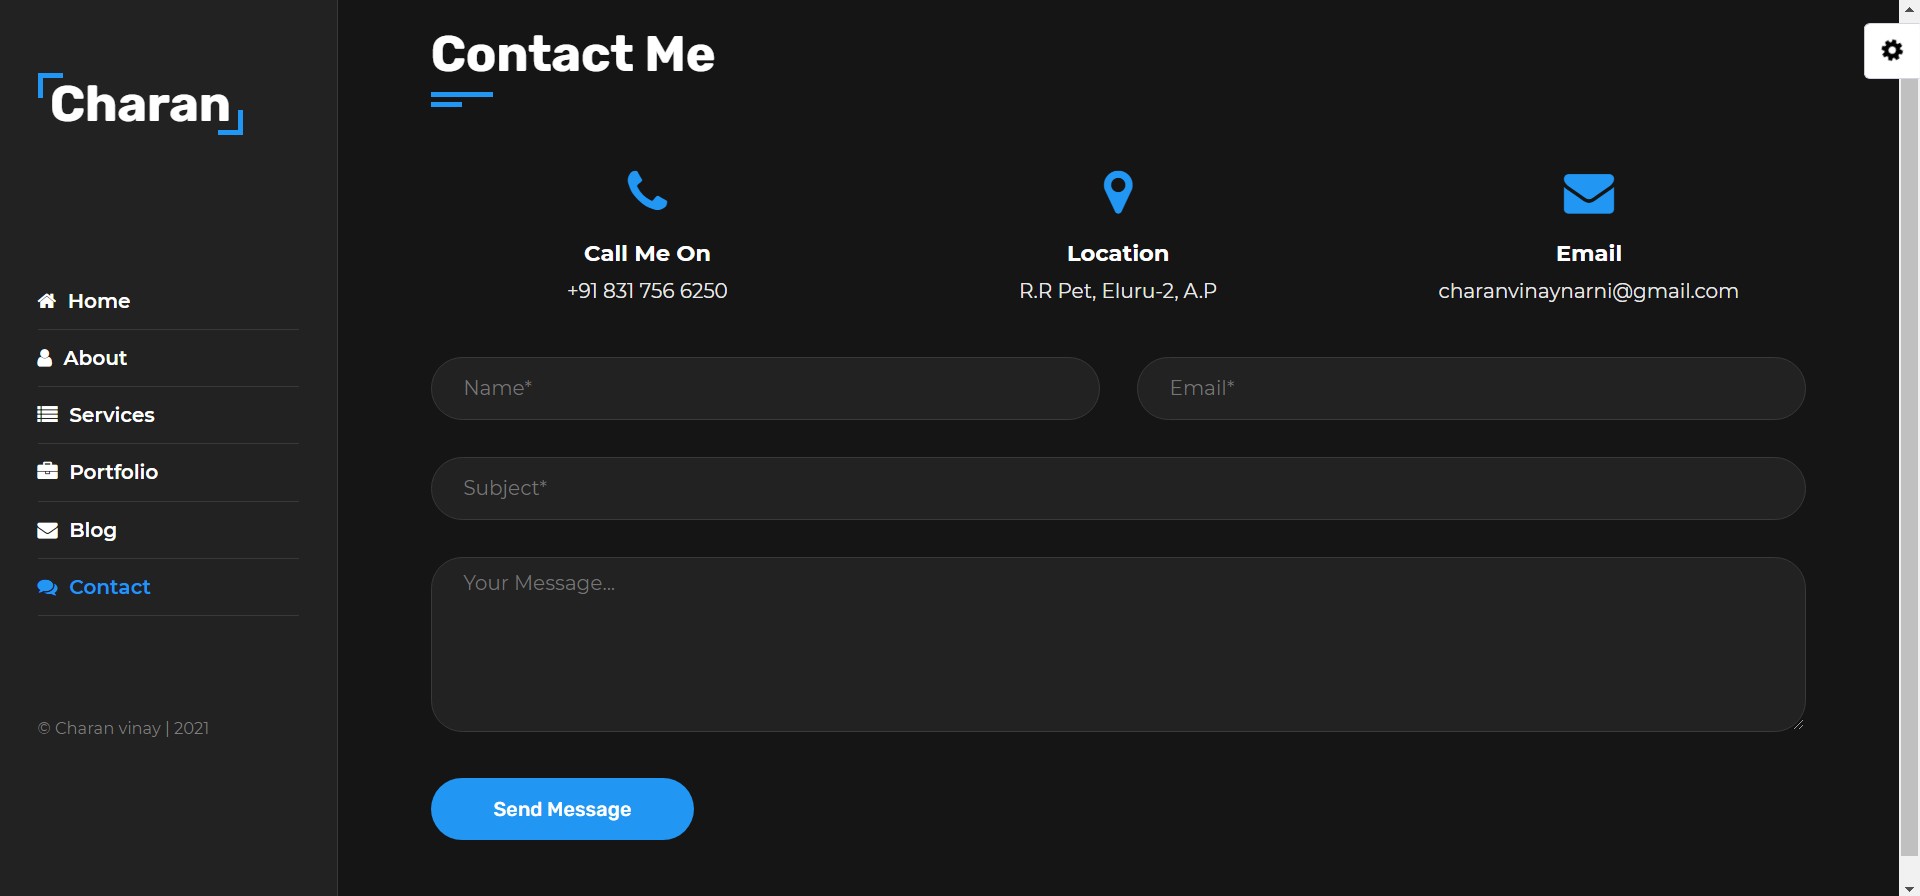 Charan
Home
About
Services
Portfolio
Blog
Contact
© Charan vinay | 2021
Contact Me
Call Me On
+91 831 756 6250
Location
R.R Pet, Eluru-2, A.P
Email
charanvinaynarni@gmail.com
Name*
Email*
Subject*
Your Message...
Send Message